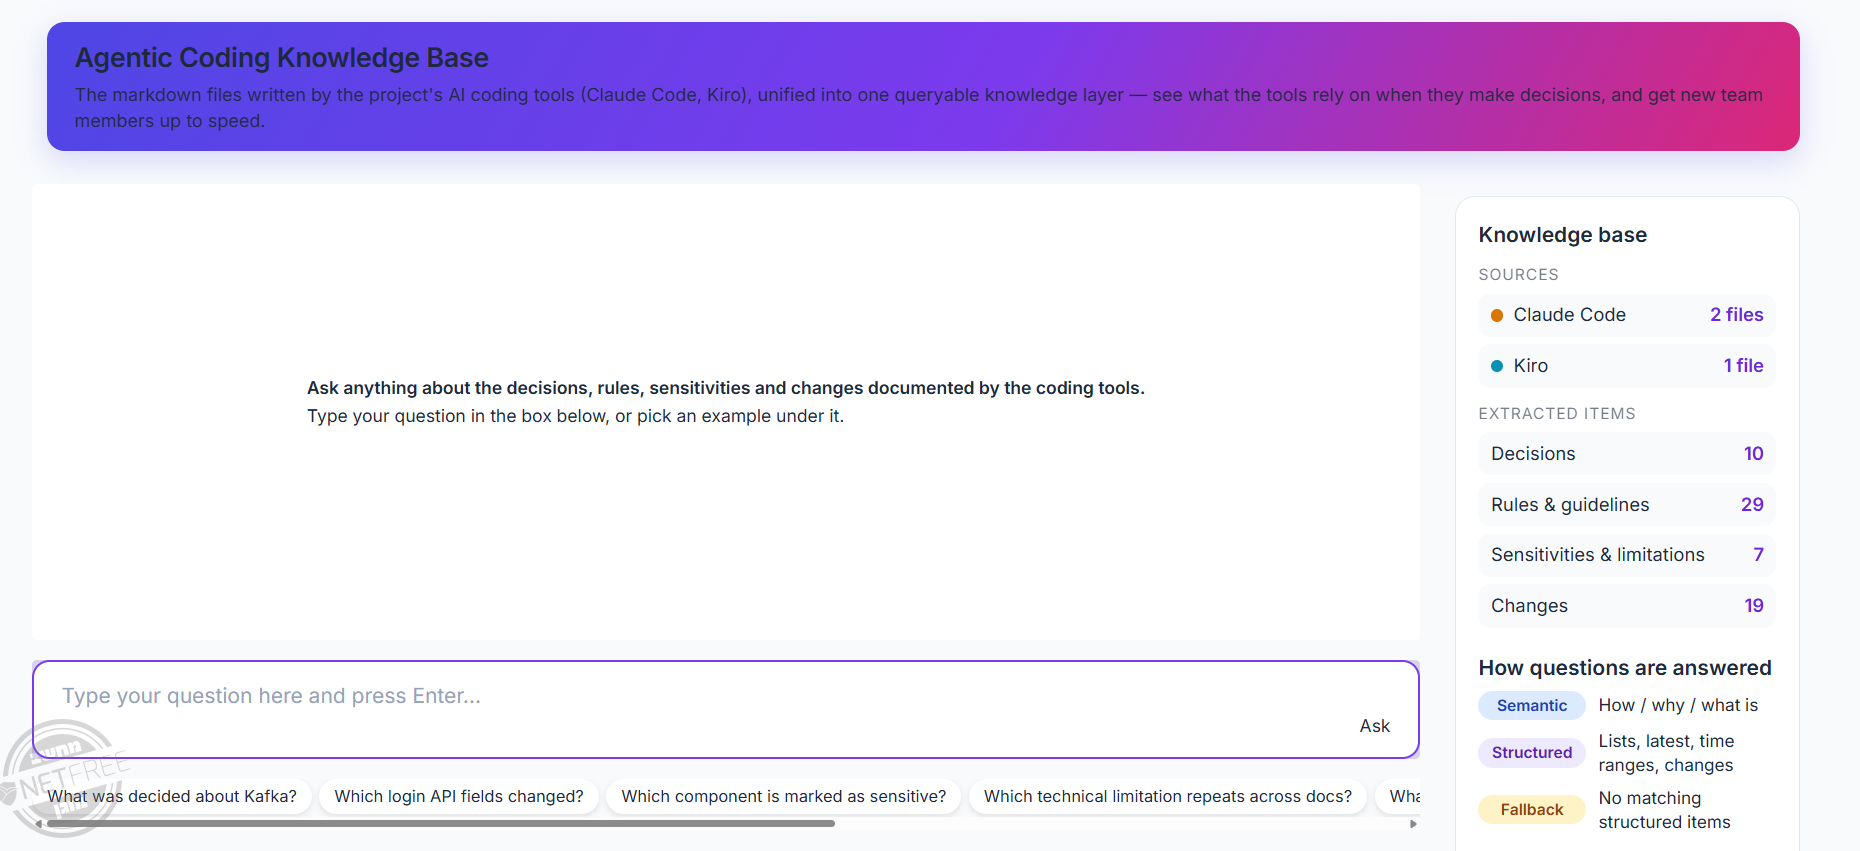 Agentic Coding Knowledge Base
The markdown files written by the project's AI coding tools (Claude Code, Kiro), unified into one queryable knowledge layer — see what the tools rely on when they make decisions, and get new team
members up to speed.
Ask anything about the decisions, rules, sensitivities and changes documented by the coding tools.
Type your question in the box below, or pick an example under it.
Type your question here and press Enter...
Ask
What was decided about Kafka?
Which login API fields changed?
Which component is marked as sensitive?
Which technical limitation repeats across docs?
Knowledge base
SOURCES
Claude Code 2 files
Kiro 1 file
EXTRACTED ITEMS
Decisions 10
Rules & guidelines 29
Sensitivities & limitations 7
Changes 19
How questions are answered
Semantic How / why / what is
Structured Lists, latest, time
ranges, changes
Fallback No matching
structured items
NETFREE